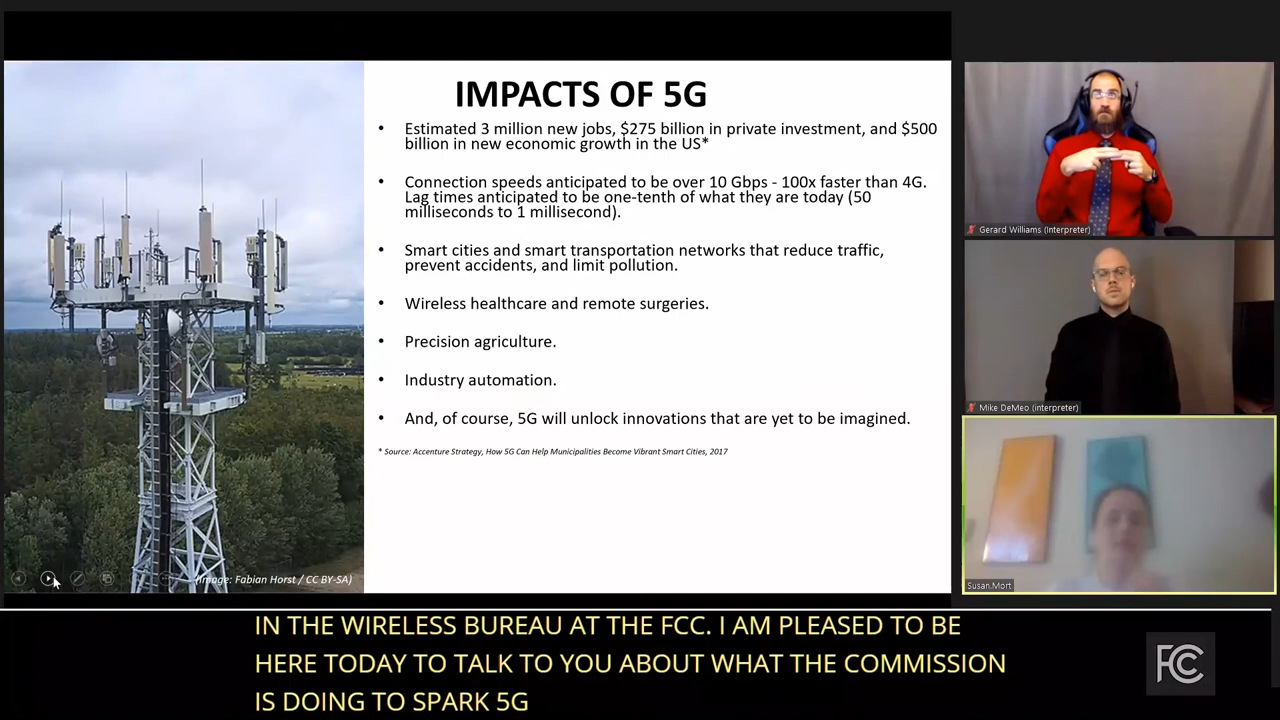 IMPACTS OF 5G
• Estimated 3 million new jobs, $275 billion in private investment, and $500
billion in new economic growth in the US*
• Connection speeds anticipated to be over 10 Gbps - 100x faster than 4G.
Lag times anticipated to be one-tenth of what they are today (50
milliseconds to 1 millisecond).
• Smart cities and smart transportation networks that reduce traffic,
prevent accidents, and limit pollution.
• Wireless healthcare and remote surgeries.
• Precision agriculture.
• Industry automation.
• And, of course, 5G will unlock innovations that are yet to be imagined.
* Source: Accenture Strategy, How 5G Can Help Municipalities Become Vibrant Smart Cities, 2017
(Image: Fabian Horst / CC BY-SA)
Gerard Williams (Interpreter)
Mike DeMeo (interpreter)
Susan.Mort
IN THE WIRELESS BUREAU AT THE FCC. I AM PLEASED TO BE
HERE TODAY TO TALK TO YOU ABOUT WHAT THE COMMISSION
IS DOING TO SPARK 5G
FCC